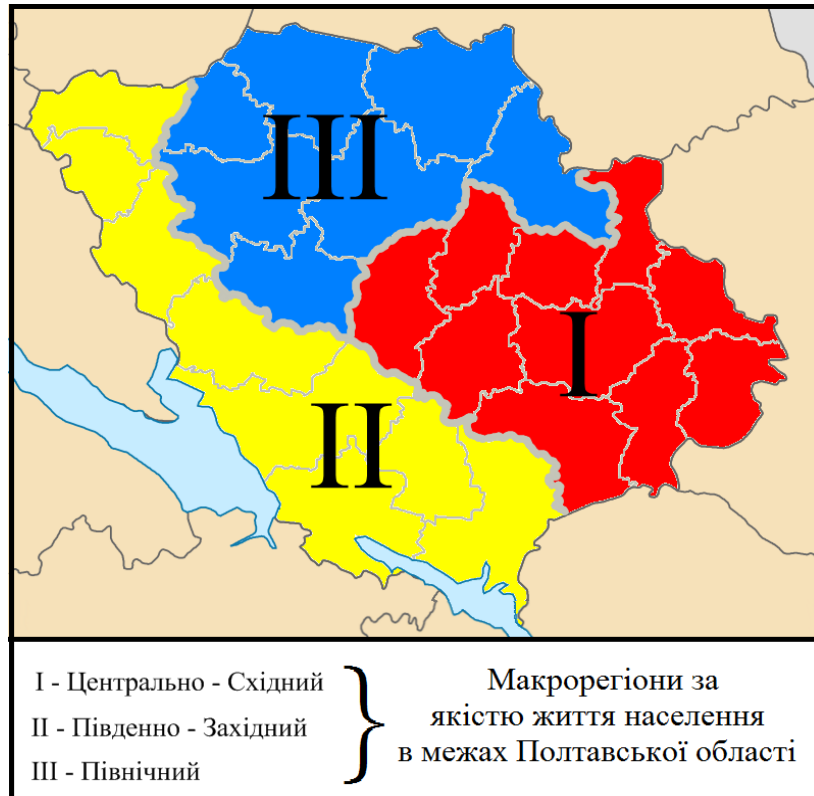 III
I
II
I - Центрально - Східний
II - Південно - Західний
III - Північний
Макрорегіони за
якістю життя населення
в межах Полтавської області